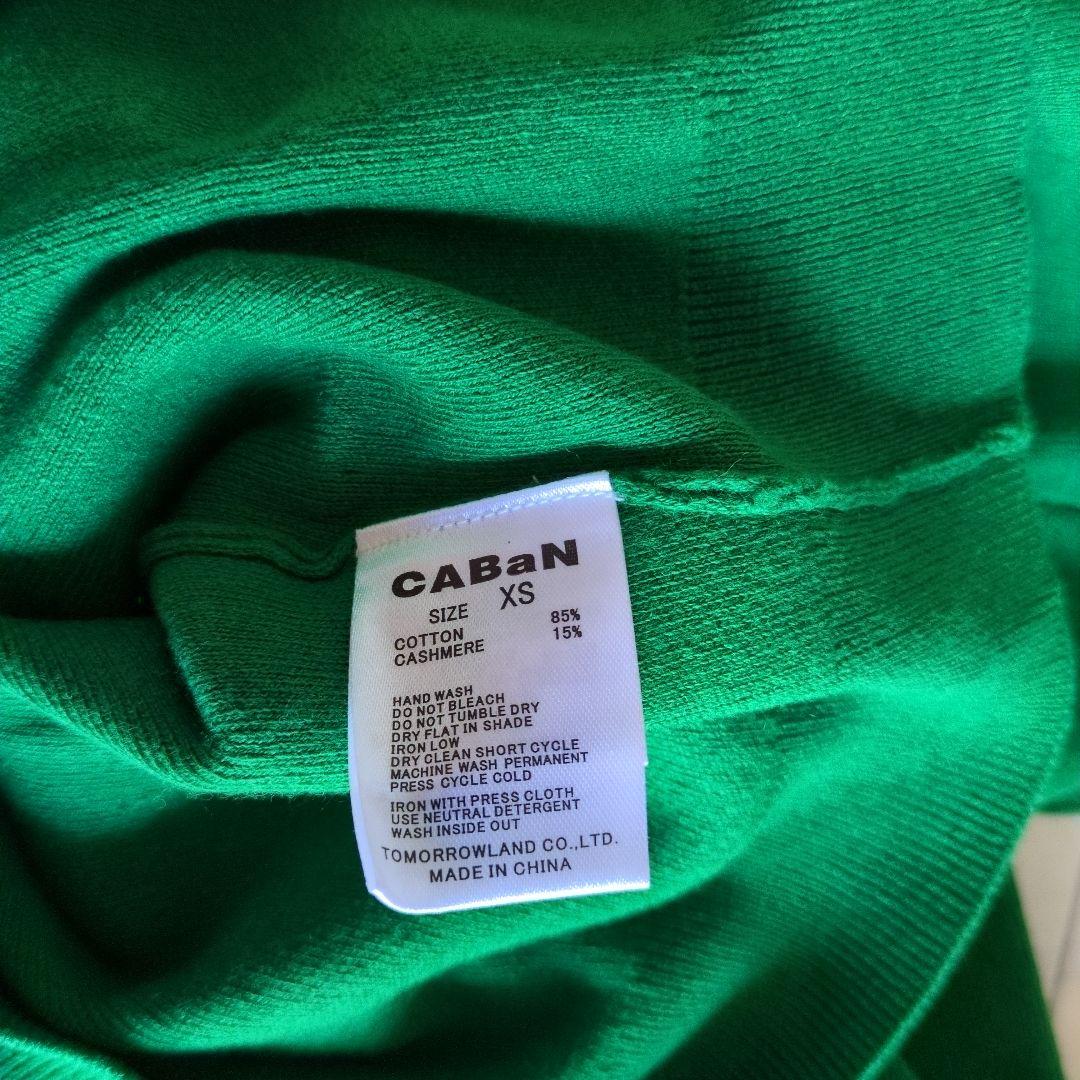 CABaN
SIZE XS
COTTON 85%
CASHMERE 15%
HAND WASH
DO NOT BLEACH
DO NOT TUMBLE DRY
DRY FLAT IN SHADE
IRON LOW
DRY CLEAN SHORT CYCLE
MACHINE WASH PERMANENT
PRESS CYCLE COLD
IRON WITH PRESS CLOTH
USE NEUTRAL DETERGENT
WASH INSIDE OUT
TOMORROWLAND CO.,LTD.
MADE IN CHINA